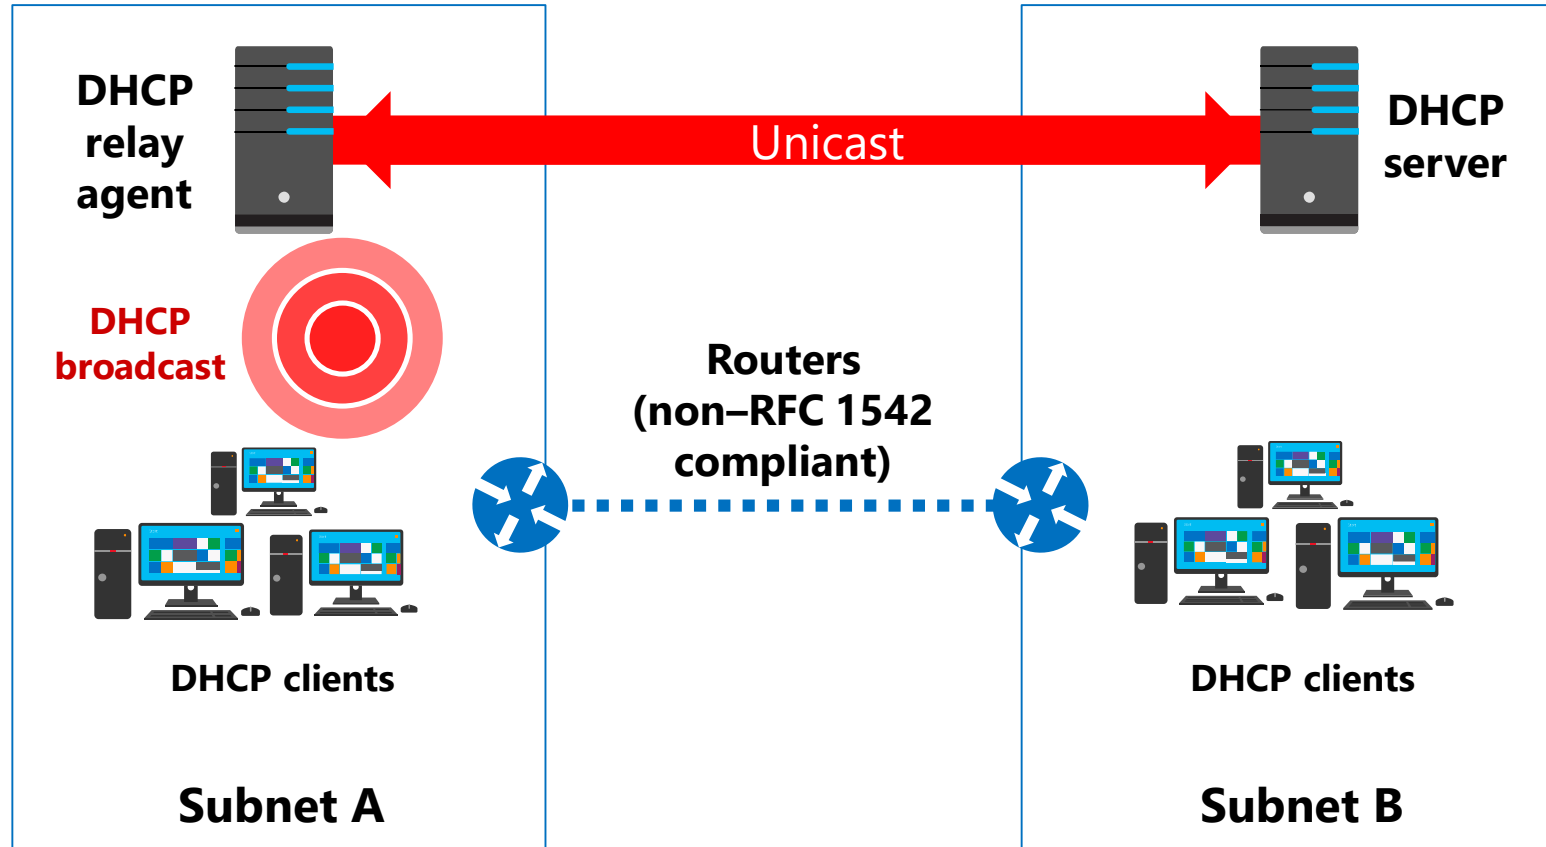 DHCP
relay
agent
Unicast
DHCP
server
DHCP
broadcast
Routers
(non–RFC 1542
compliant)
DHCP clients
DHCP clients
Subnet A
Subnet B